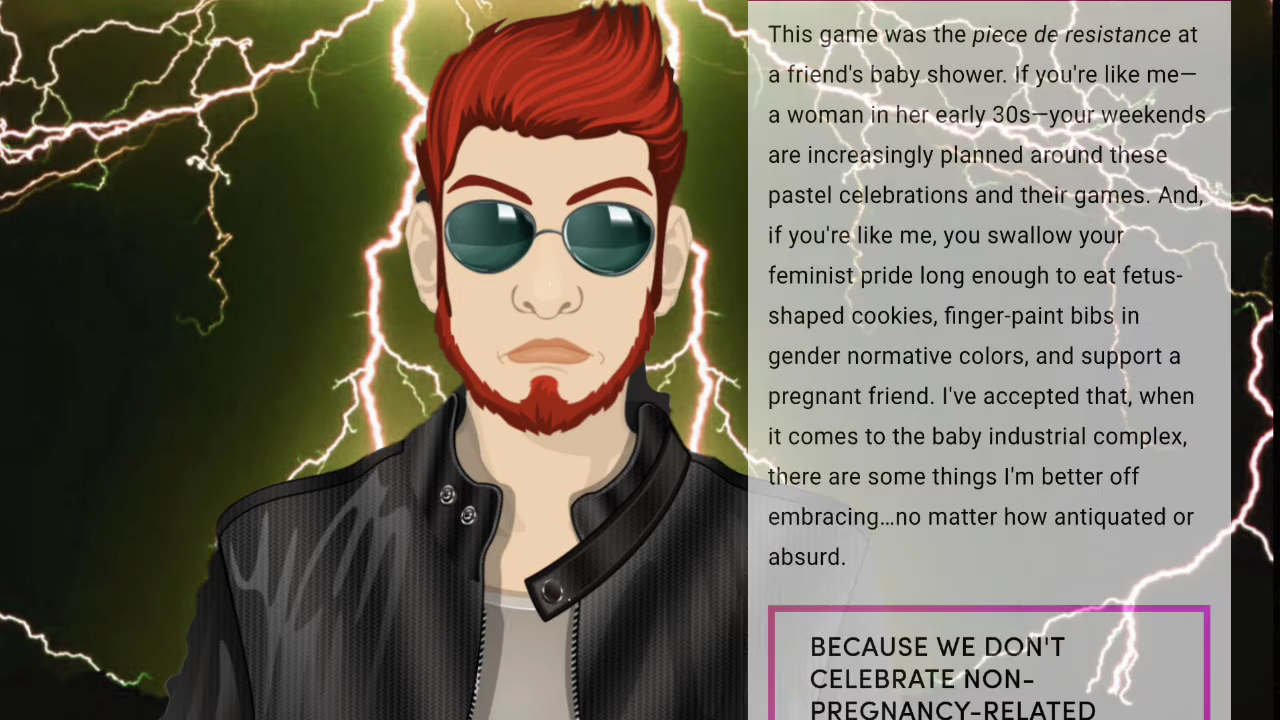 This game was the piece de resistance at
a friend's baby shower. If you're like me—
a woman in her early 30s—your weekends
are increasingly planned around these
pastel celebrations and their games. And,
if you're like me, you swallow your
feminist pride long enough to eat fetus-
shaped cookies, finger-paint bibs in
gender normative colors, and support a
pregnant friend. I've accepted that, when
it comes to the baby industrial complex,
there are some things I'm better off
embracing…no matter how antiquated or
absurd.
BECAUSE WE DON'T
CELEBRATE NON-
PREGNANCY-RELATED